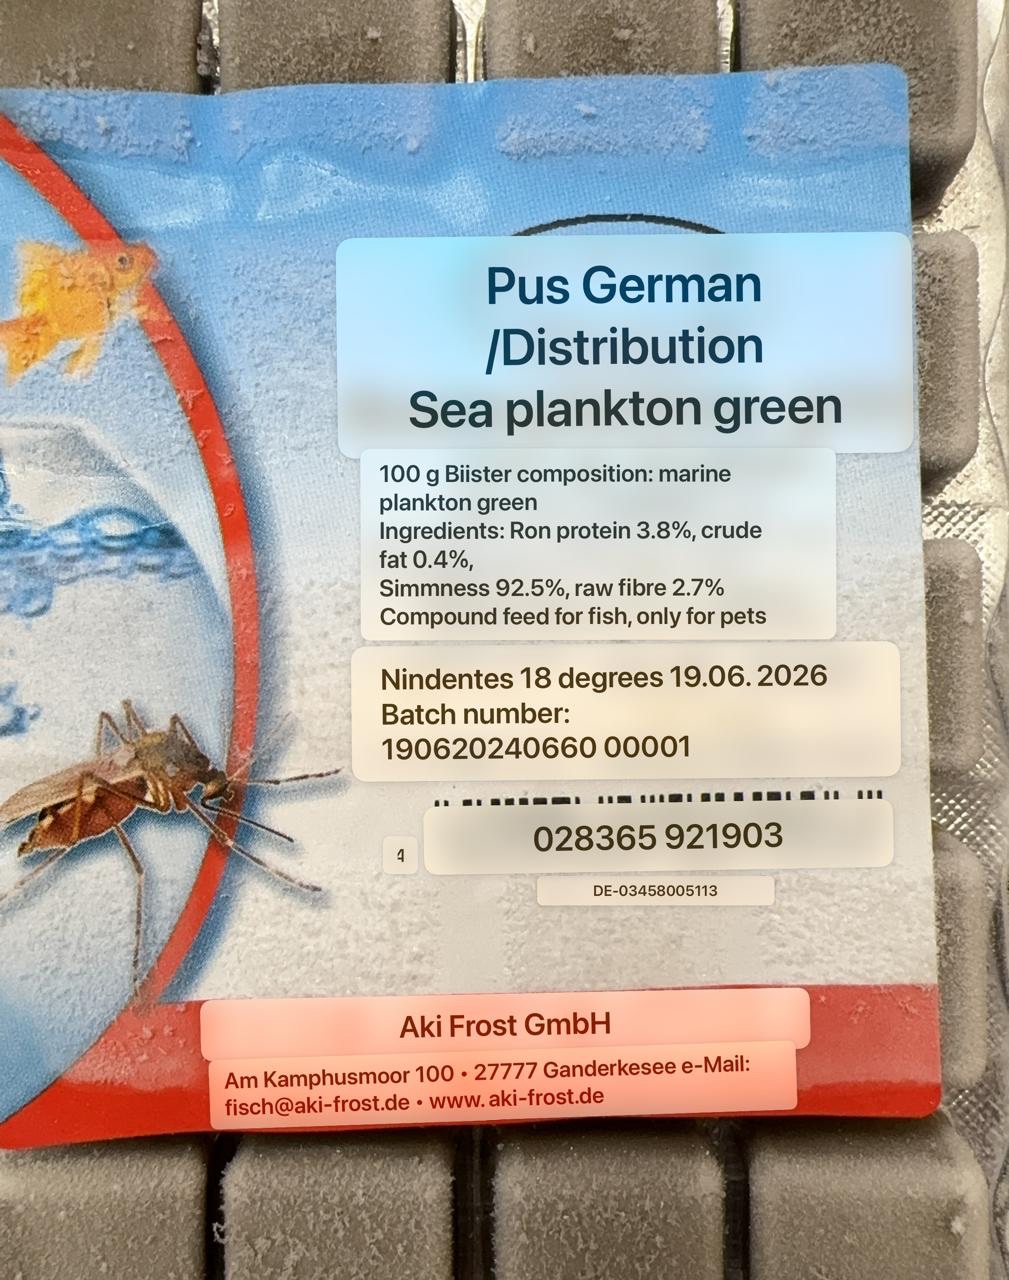 Pus German
/Distribution
Sea plankton green
100 g Biister composition: marine
plankton green
Ingredients: Ron protein 3.8%, crude
fat 0.4%,
Simmness 92.5%, raw fibre 2.7%
Compound feed for fish, only for pets
Nindentes 18 degrees 19.06. 2026
Batch number:
190620240660 00001
4
028365 921903
DE-03458005113
Aki Frost GmbH
Am Kamphusmoor 100 • 27777 Ganderkesee e-Mail:
fisch@aki-frost.de • www. aki-frost.de